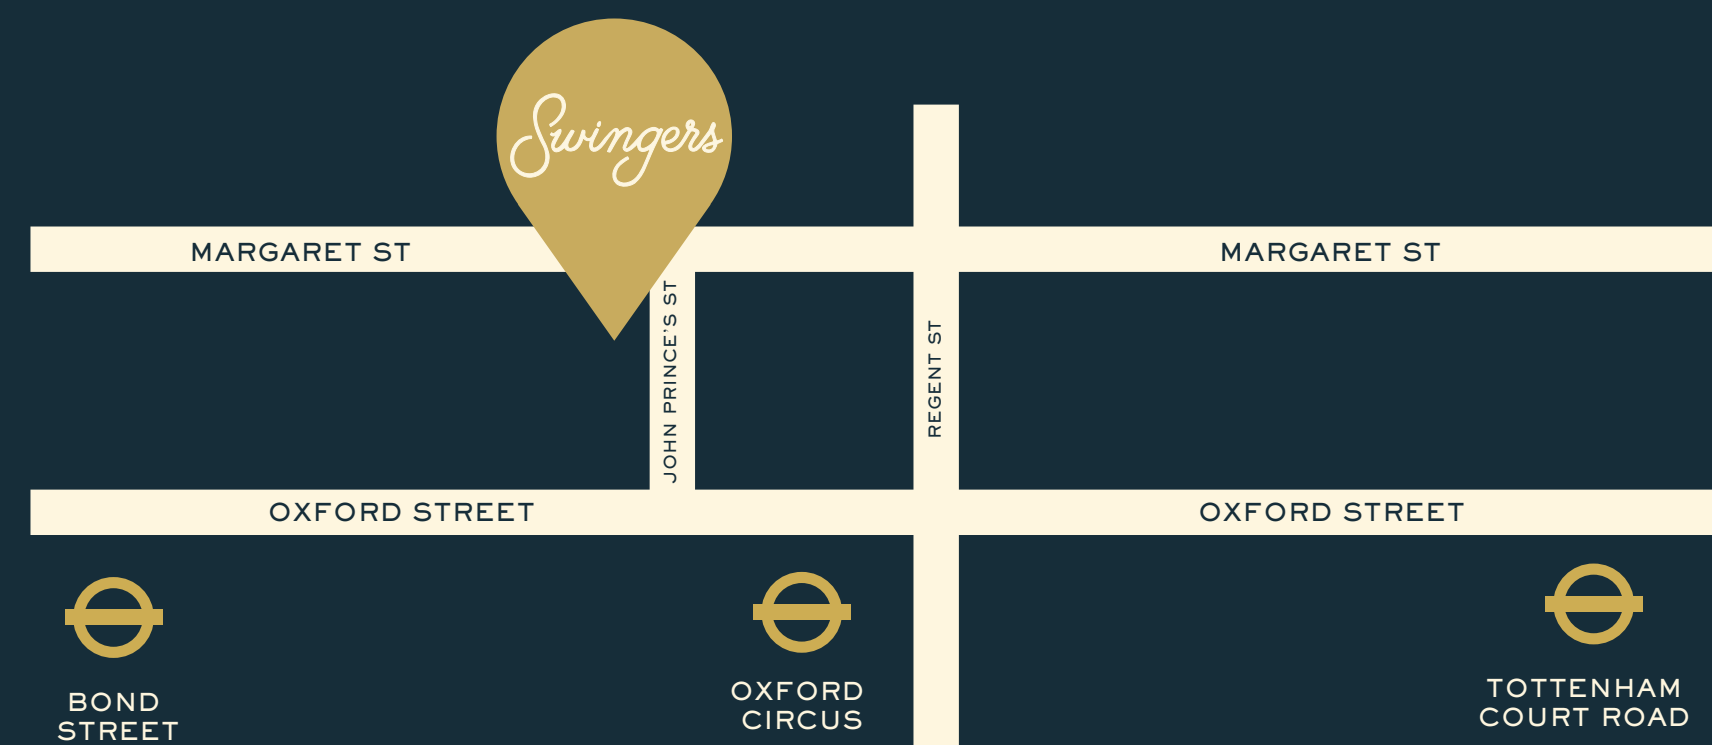 Swingers
MARGARET ST
MARGARET ST
JOHN PRINCE'S ST
REGENT ST
OXFORD STREET
OXFORD STREET
BOND
STREET
OXFORD
CIRCUS
TOTTENHAM
COURT ROAD